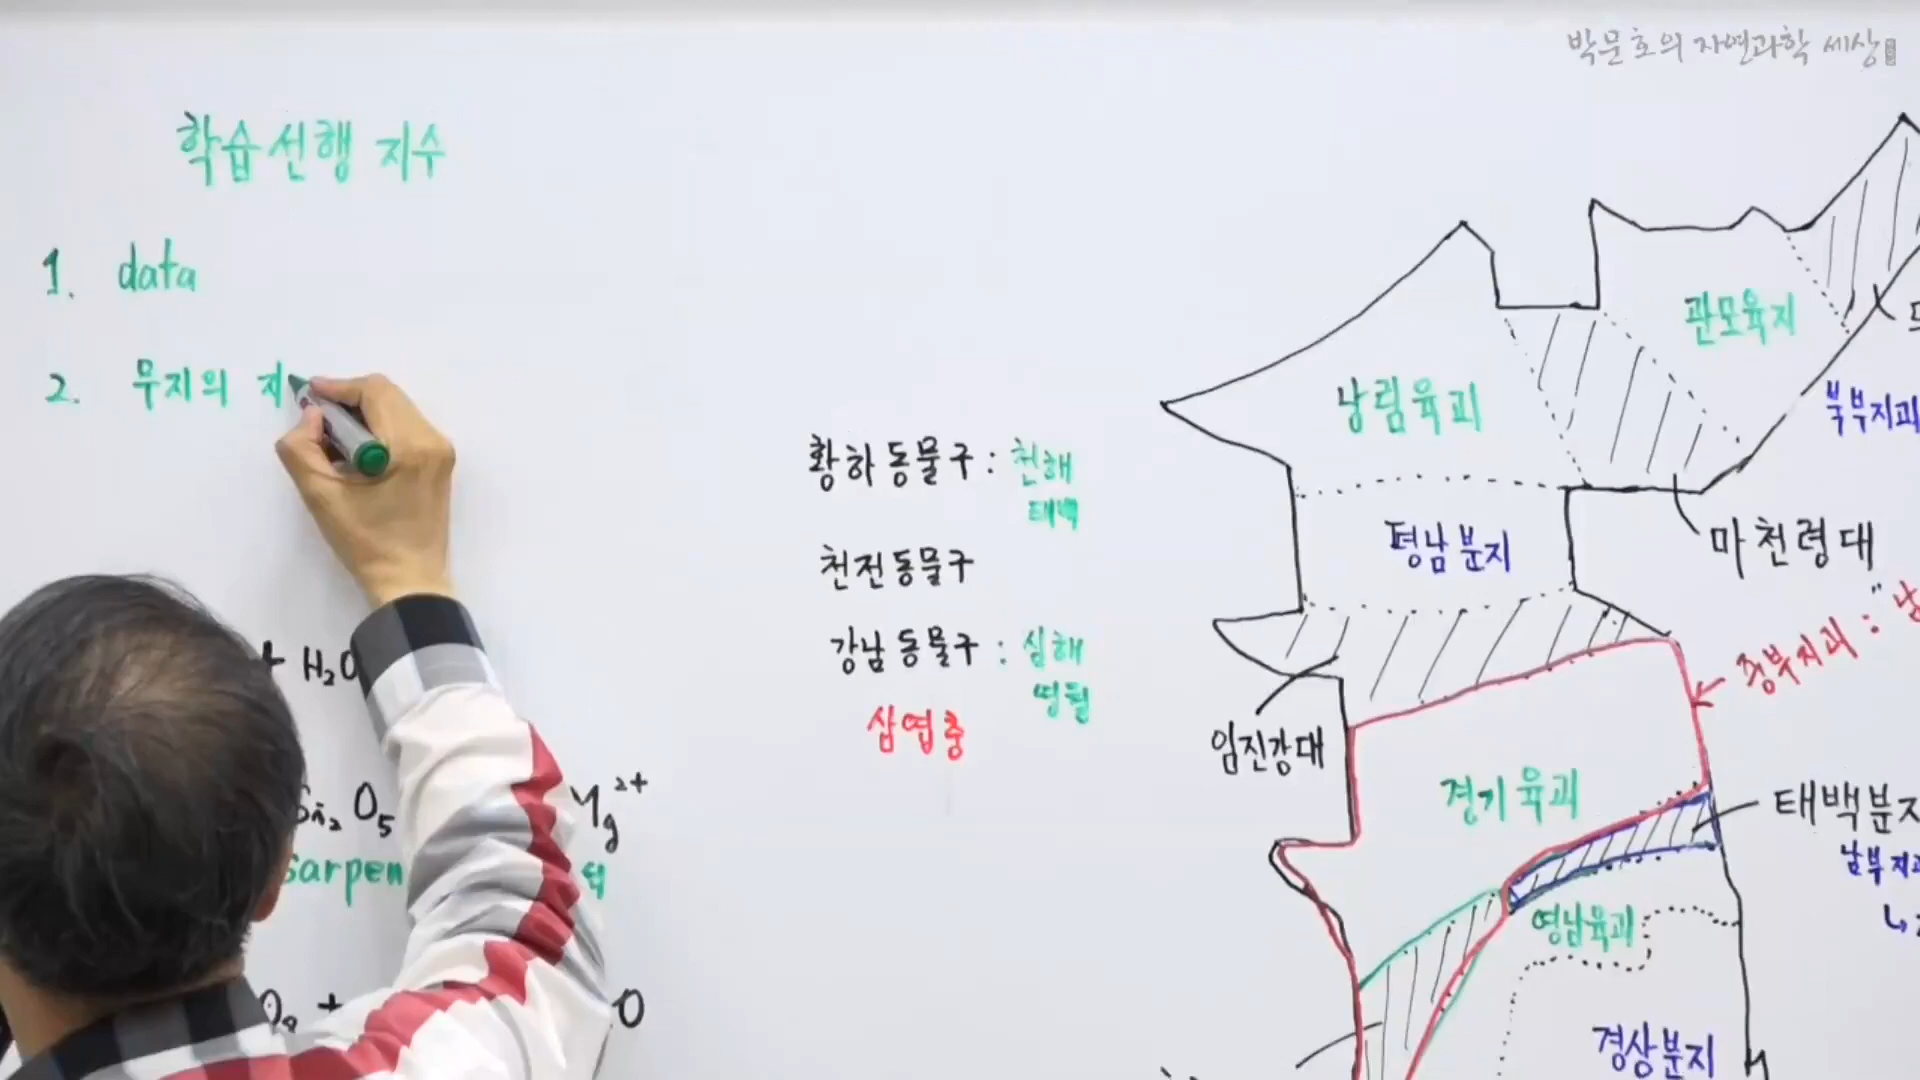 박문호의 자연과학 세상
학습선행 지수
1. data
2. 무지의 지
황하동물구 : 천해
태백
천전동물구
강남동물구 : 심해
영월
삼엽충
+ H₂O
Si₂ O₅
Mg²⁺
Sarpen
+
O
관모육지
낭림육괴
북부지괴
평남분지
마천령대
중부지괴 :
임진강대
경기육괴
태백분지
남부지괴
영남육괴
경상분지